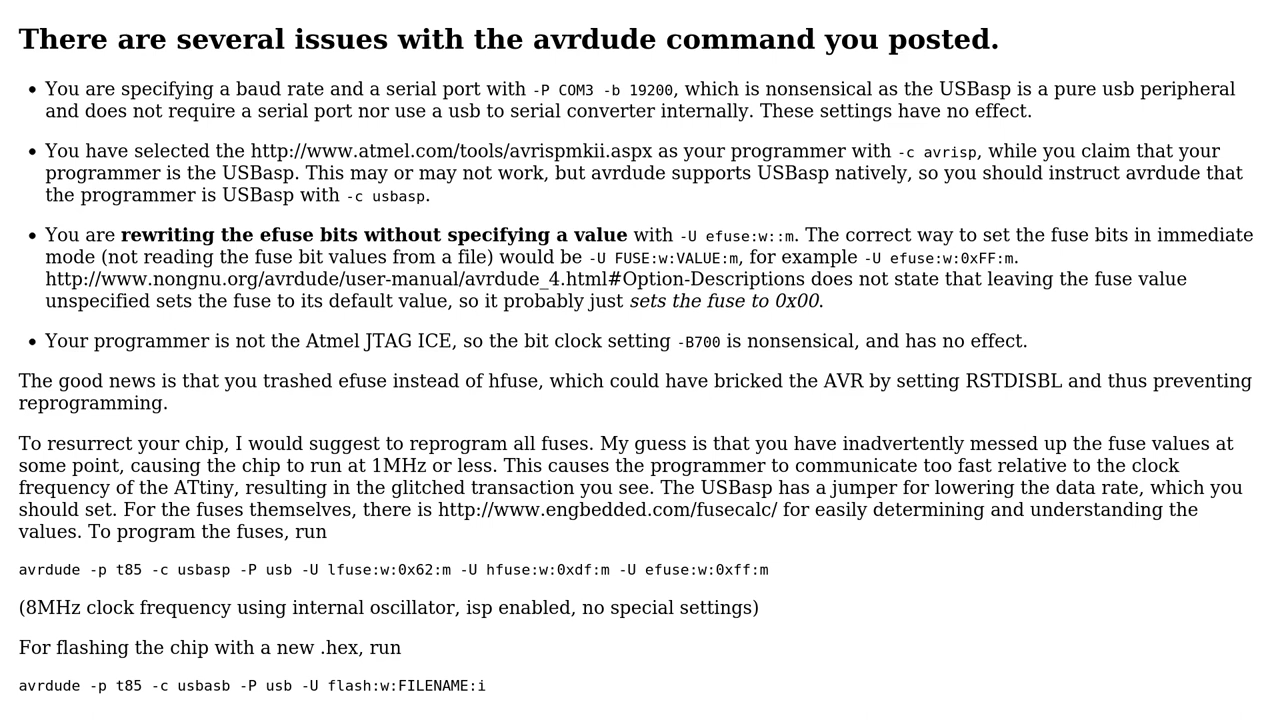 There are several issues with the avrdude command you posted.
• You are specifying a baud rate and a serial port with -P COM3 -b 19200, which is nonsensical as the USBasp is a pure usb peripheral
and does not require a serial port nor use a usb to serial converter internally. These settings have no effect.
• You have selected the http://www.atmel.com/tools/avrispmkii.aspx as your programmer with -c avrisp, while you claim that your
programmer is the USBasp. This may or may not work, but avrdude supports USBasp natively, so you should instruct avrdude that
the programmer is USBasp with -c usbasp.
• You are rewriting the efuse bits without specifying a value with -U efuse:w::m. The correct way to set the fuse bits in immediate
mode (not reading the fuse bit values from a file) would be -U FUSE:w:VALUE:m, for example -U efuse:w:0xFF:m.
http://www.nongnu.org/avrdude/user-manual/avrdude_4.html#Option-Descriptions does not state that leaving the fuse value
unspecified sets the fuse to its default value, so it probably just sets the fuse to 0x00.
• Your programmer is not the Atmel JTAG ICE, so the bit clock setting -B700 is nonsensical, and has no effect.
The good news is that you trashed efuse instead of hfuse, which could have bricked the AVR by setting RSTDISBL and thus preventing
reprogramming.
To resurrect your chip, I would suggest to reprogram all fuses. My guess is that you have inadvertently messed up the fuse values at
some point, causing the chip to run at 1MHz or less. This causes the programmer to communicate too fast relative to the clock
frequency of the ATtiny, resulting in the glitched transaction you see. The USBasp has a jumper for lowering the data rate, which you
should set. For the fuses themselves, there is http://www.engbedded.com/fusecalc/ for easily determining and understanding the
values. To program the fuses, run
avrdude -p t85 -c usbasp -P usb -U lfuse:w:0x62:m -U hfuse:w:0xdf:m -U efuse:w:0xff:m
(8MHz clock frequency using internal oscillator, isp enabled, no special settings)
For flashing the chip with a new .hex, run
avrdude -p t85 -c usbasb -P usb -U flash:w:FILENAME:i